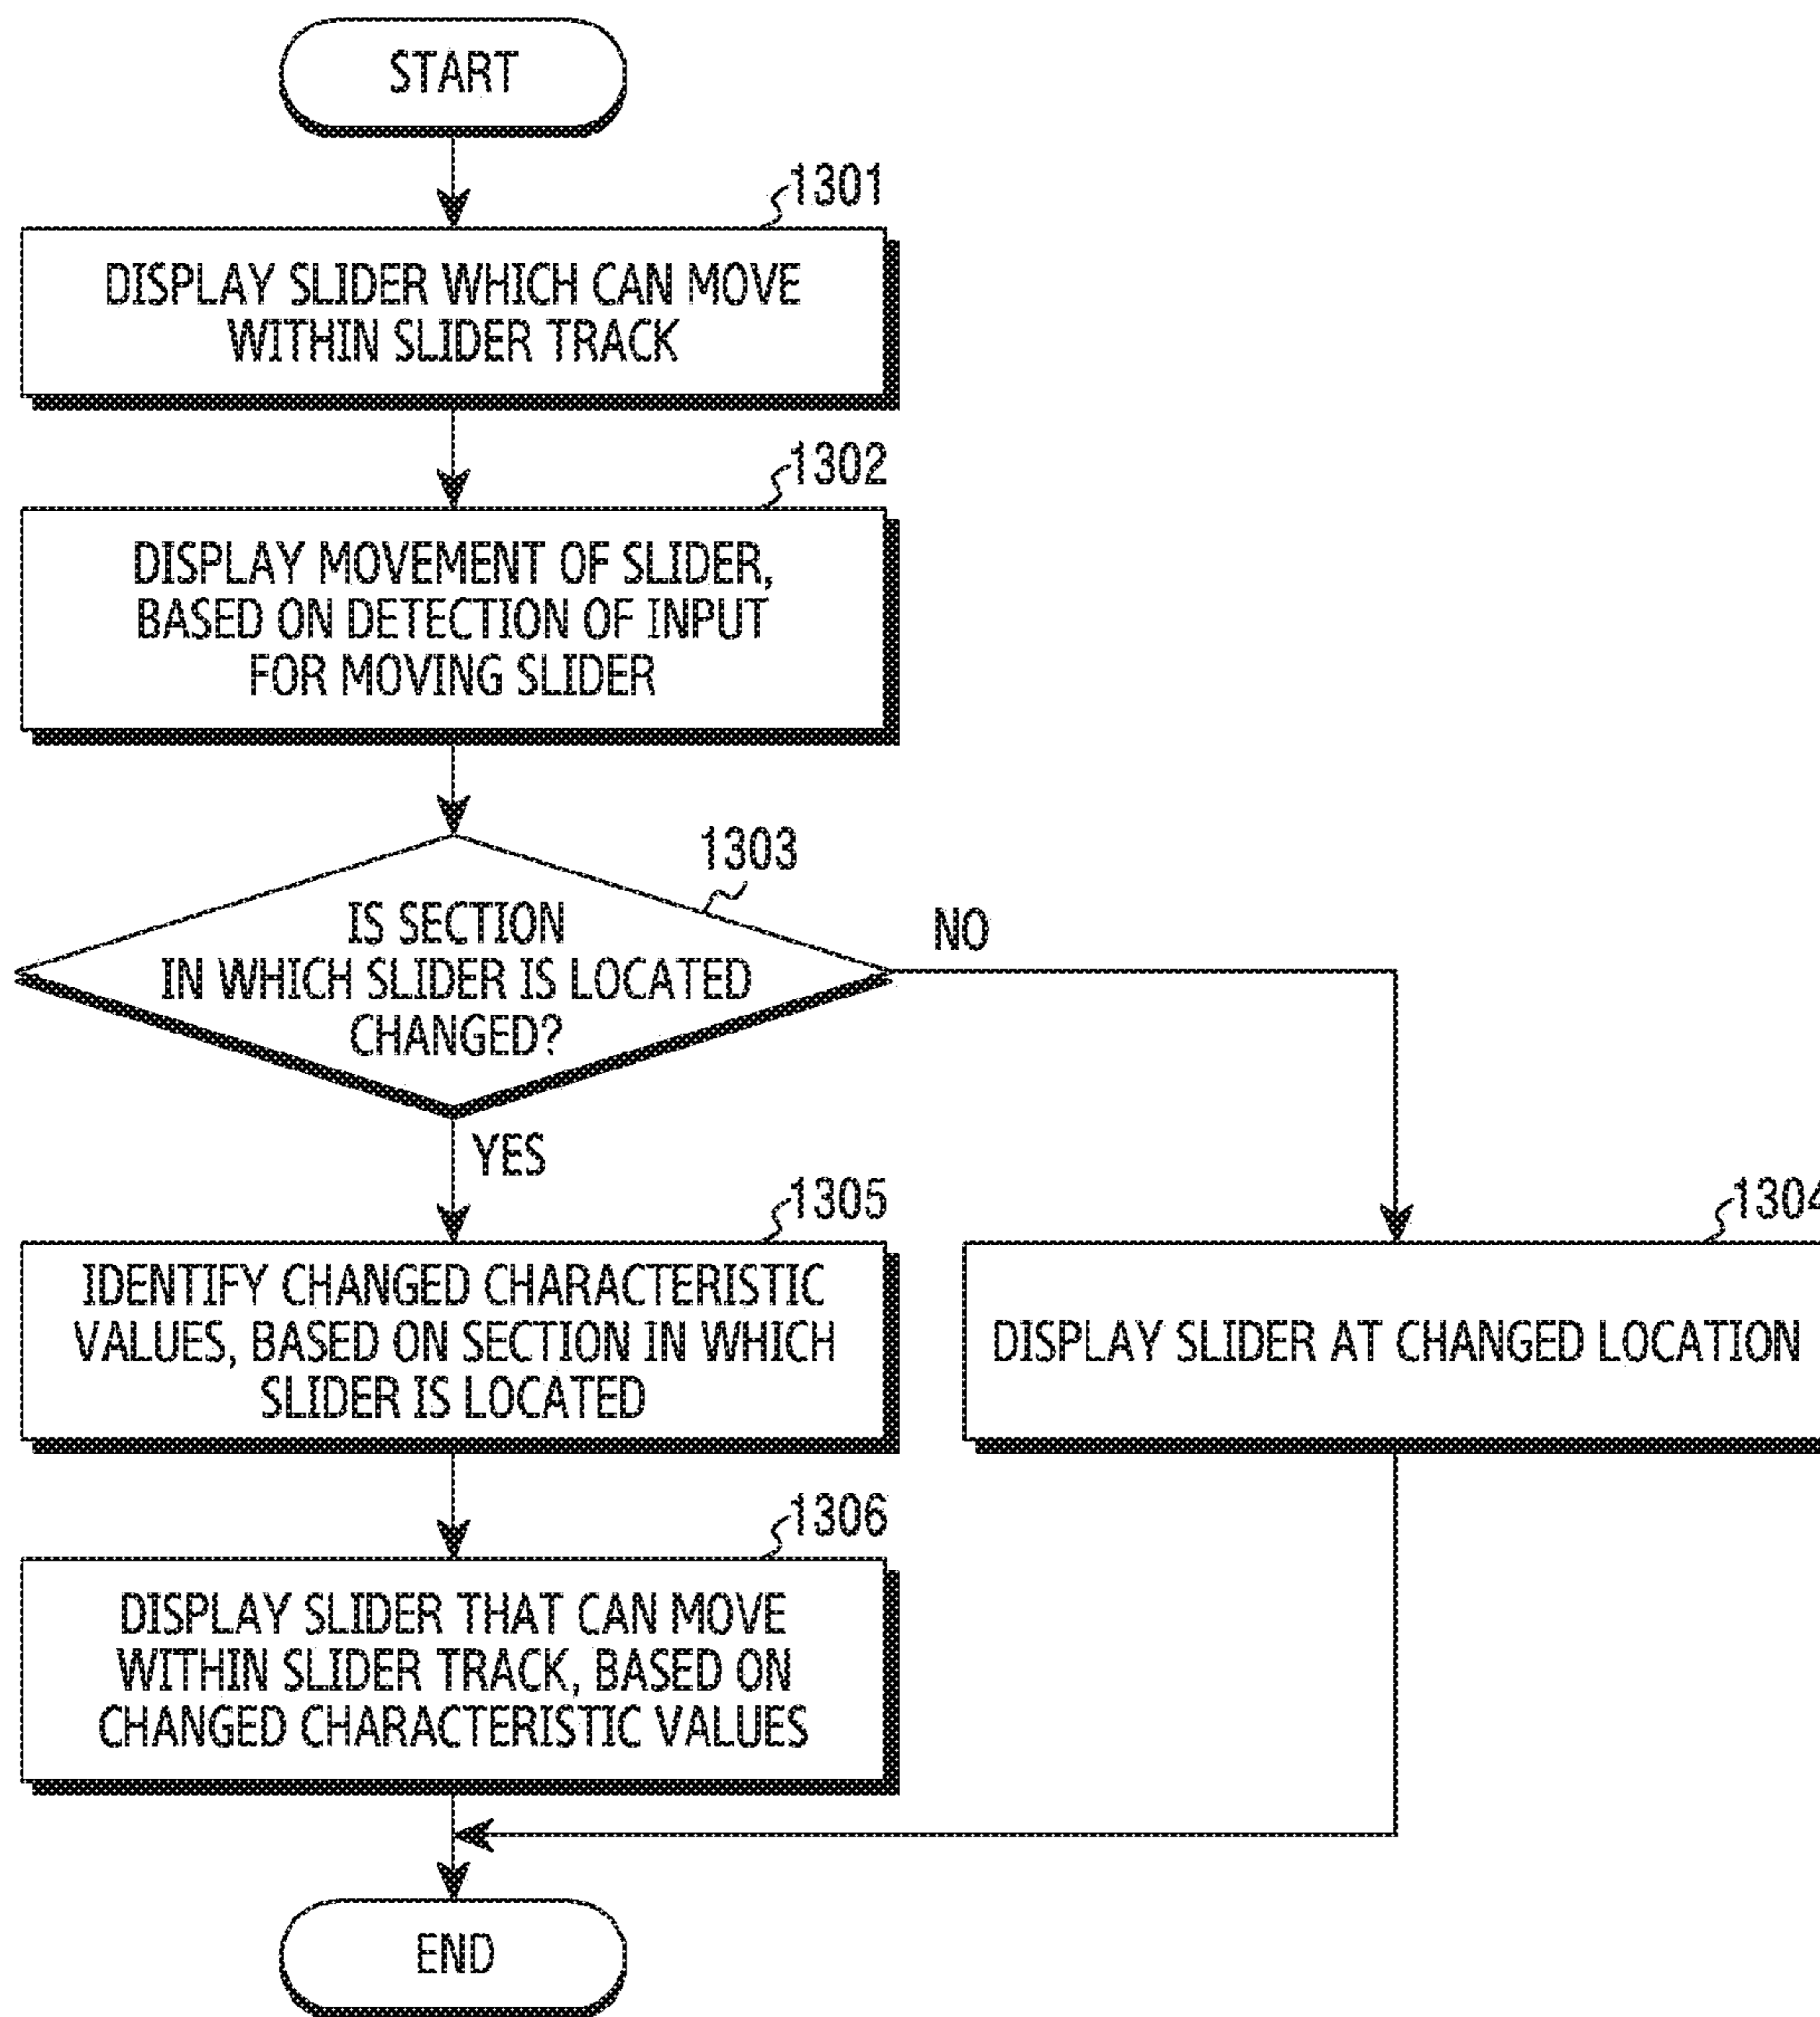 START
1301
DISPLAY SLIDER WHICH CAN MOVE
WITHIN SLIDER TRACK
1302
DISPLAY MOVEMENT OF SLIDER,
BASED ON DETECTION OF INPUT
FOR MOVING SLIDER
1303
IS SECTION
IN WHICH SLIDER IS LOCATED
CHANGED?
NO
YES
1305
IDENTIFY CHANGED CHARACTERISTIC
VALUES, BASED ON SECTION IN WHICH
SLIDER IS LOCATED
1304
DISPLAY SLIDER AT CHANGED LOCATION
1306
DISPLAY SLIDER THAT CAN MOVE
WITHIN SLIDER TRACK, BASED ON
CHANGED CHARACTERISTIC VALUES
END